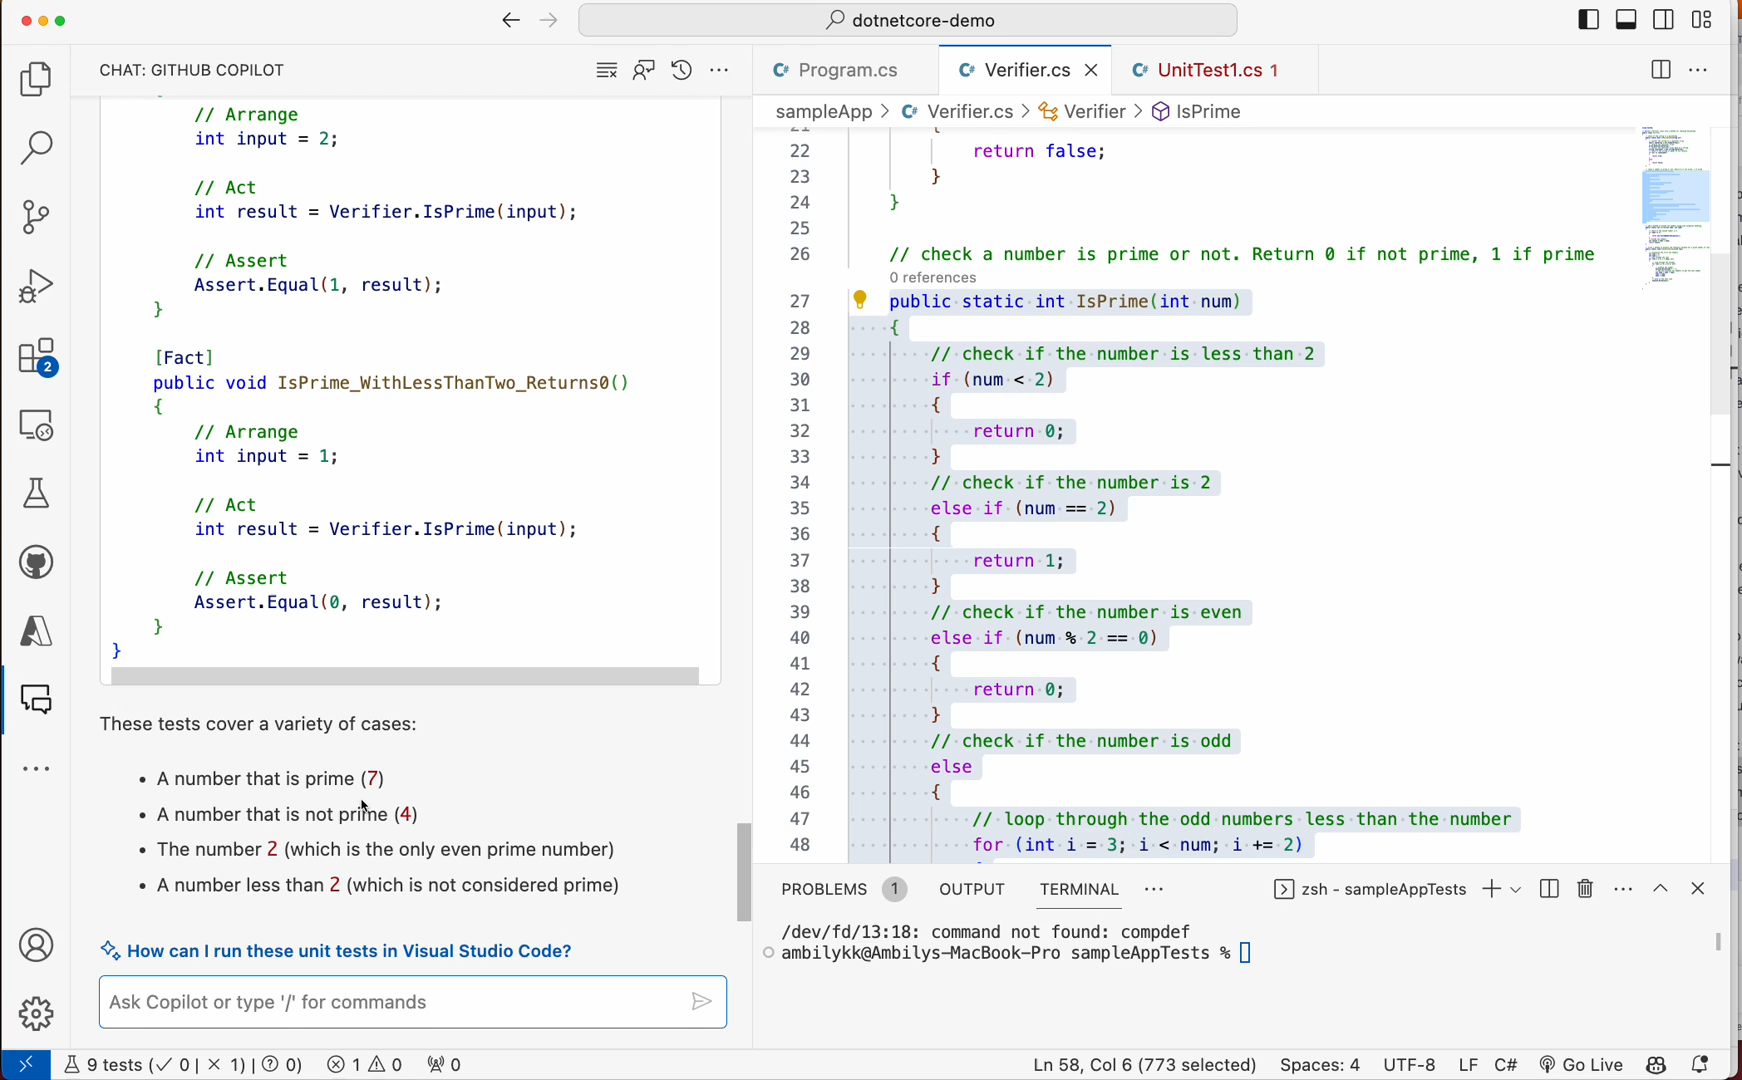 dotnetcore-demo
CHAT: GITHUB COPILOT
// Arrange
int input = 2;
// Act
int result = Verifier.IsPrime(input);
// Assert
Assert.Equal(1, result);
}
[Fact]
public void IsPrime_WithLessThanTwo_Returns0()
{
// Arrange
int input = 1;
// Act
int result = Verifier.IsPrime(input);
// Assert
Assert.Equal(0, result);
}
}
These tests cover a variety of cases:
• A number that is prime (7)
• A number that is not prime (4)
• The number 2 (which is the only even prime number)
• A number less than 2 (which is not considered prime)
How can I run these unit tests in Visual Studio Code?
Ask Copilot or type '/' for commands
2
Program.cs
Verifier.cs
UnitTest1.cs 1
sampleApp > Verifier.cs > Verifier > IsPrime
21 {
22 return false;
23 }
24 }
25
26 // check a number is prime or not. Return 0 if not prime, 1 if prime
0 references
27 public static int IsPrime(int num)
28 {
29 // check if the number is less than 2
30 if (num < 2)
31 {
32 return 0;
33 }
34 // check if the number is 2
35 else if (num == 2)
36 {
37 return 1;
38 }
39 // check if the number is even
40 else if (num % 2 == 0)
41 {
42 return 0;
43 }
44 // check if the number is odd
45 else
46 {
47 // loop through the odd numbers less than the number
48 for (int i = 3; i < num; i += 2)
PROBLEMS 1 OUTPUT TERMINAL ··· zsh - sampleAppTests
/dev/fd/13:18: command not found: compdef
ambilykk@Ambilys-MacBook-Pro sampleAppTests %
9 tests (✓ 0 | × 1) | ? 0) 1 0 0
Ln 58, Col 6 (773 selected) Spaces: 4 UTF-8 LF C# Go Live